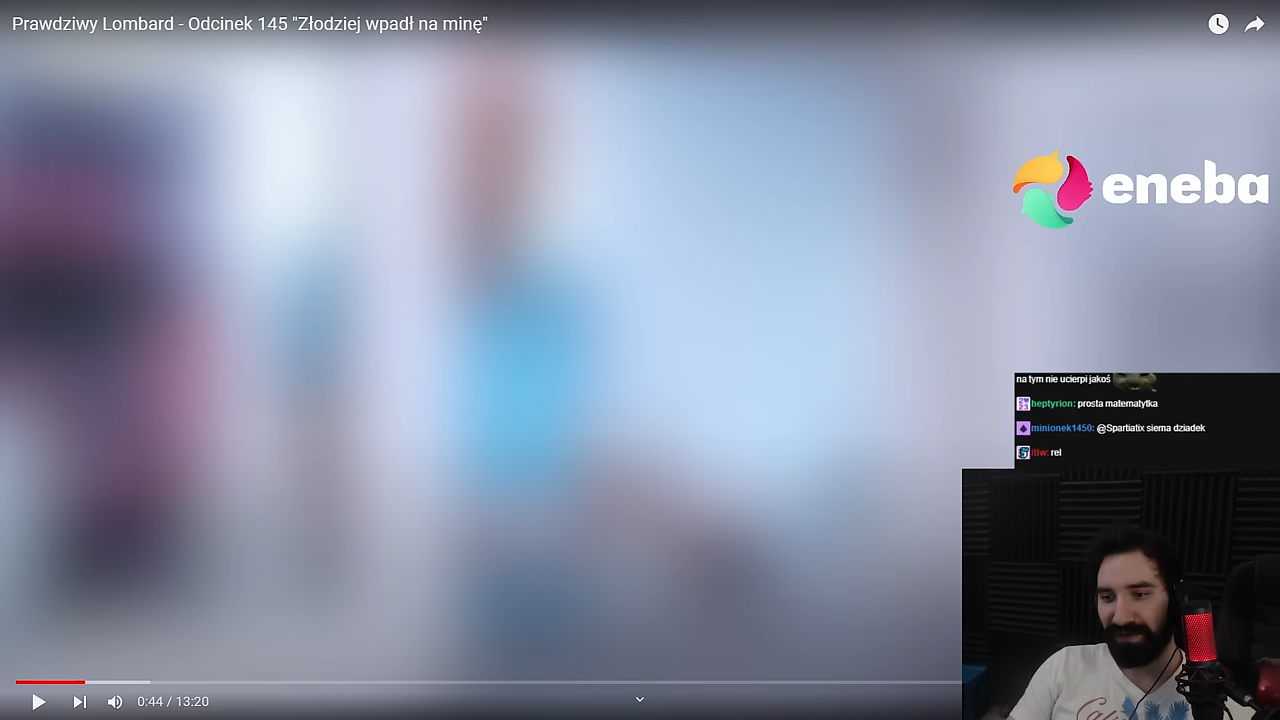 Prawdziwy Lombard - Odcinek 145 "Złodziej wpadł na minę"
eneba
na tym nie ucierpi jakoś
heptyrion: prosta matematytka
minionek1450: @Spartiatix siema dziadek
rel
0:44 / 13:20